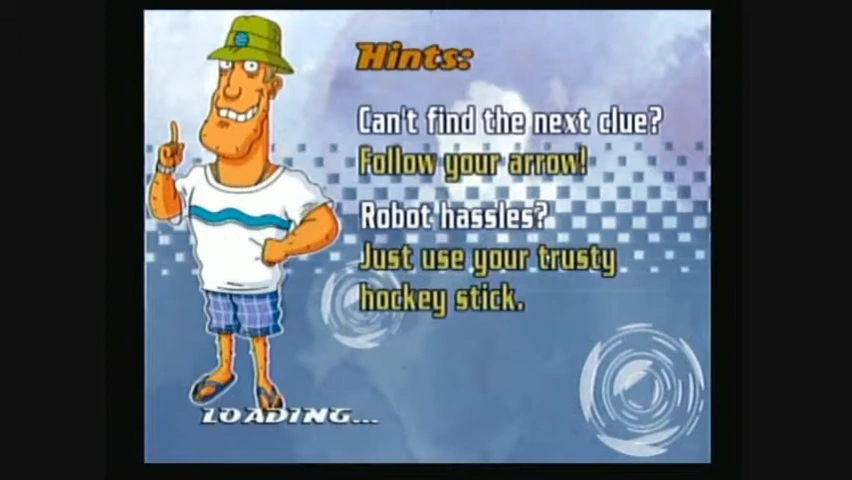 Hints:
Can't find the next clue?
Follow your arrow!
Robot hassles?
Just use your trusty
hockey stick.
LOADING...